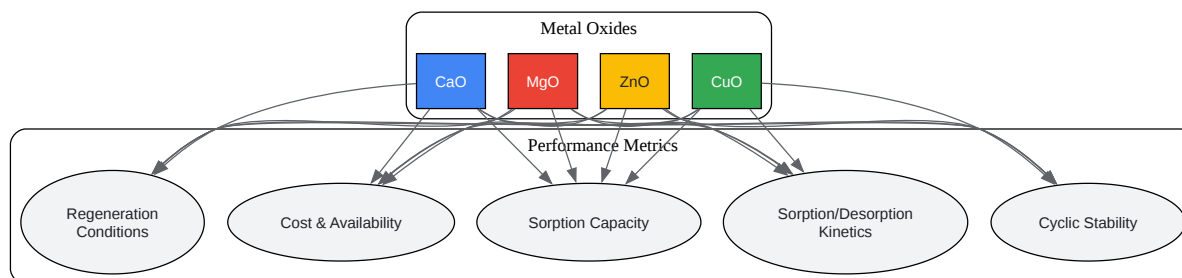 Metal Oxides
CaO
MgO
ZnO
CuO
Performance Metrics
Regeneration
Conditions
Cost & Availability
Sorption Capacity
Sorption/Desorption
Kinetics
Cyclic Stability